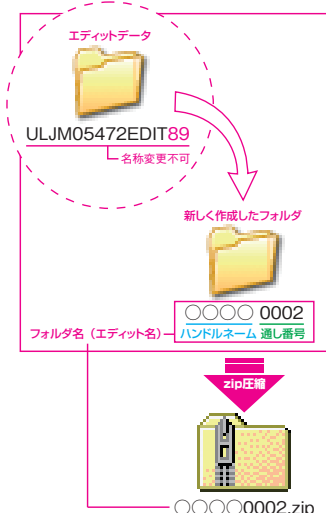 エディットデータ
ULJM05472EDIT89
名称変更不可
新しく作成したフォルダ
○○○○ 0002
フォルダ名（エディット名） ハンドルネーム 通し番号
zip圧縮
○○○○0002.zip